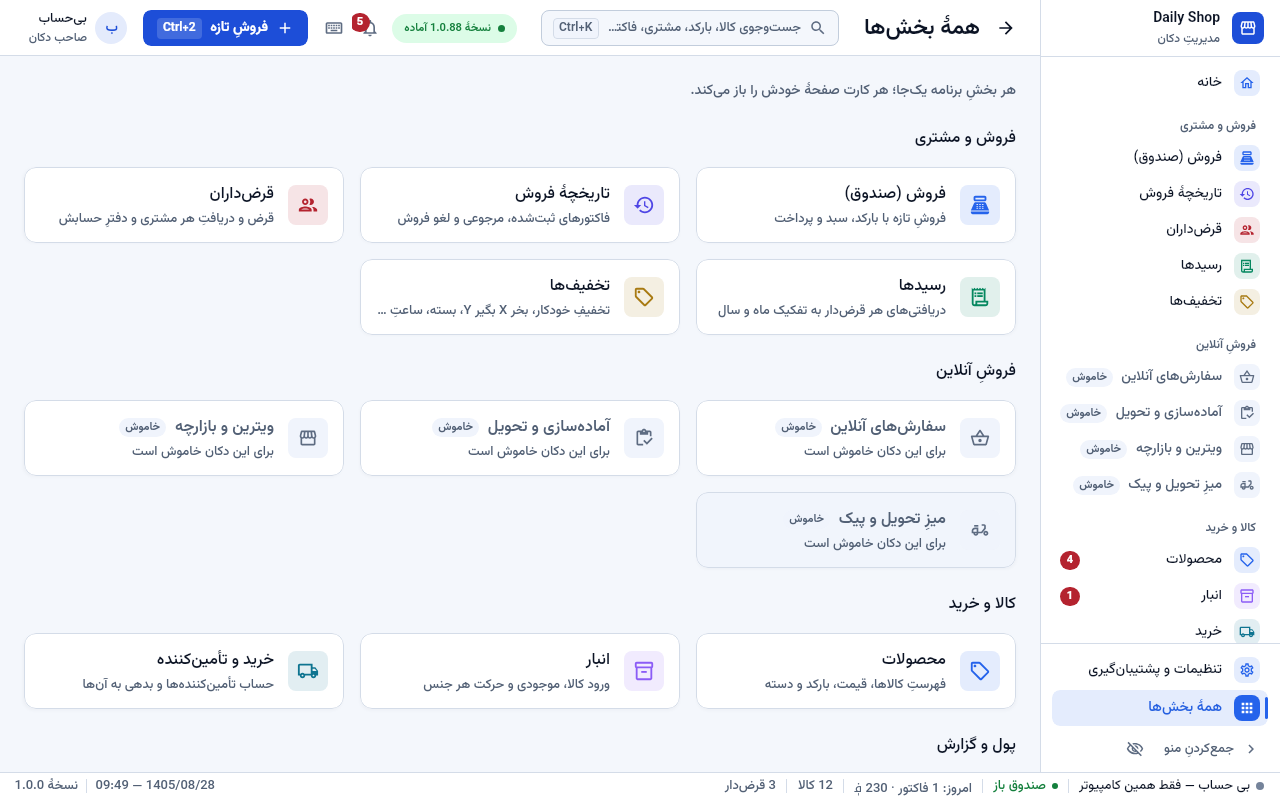 Daily Shop
مدیریتِ دکان
خانه
فروش و مشتری
فروش (صندوق)
تاریخچهٔ فروش
قرض‌داران
رسیدها
تخفیف‌ها
فروشِ آنلاین
سفارش‌های آنلاین خاموش
آماده‌سازی و تحویل خاموش
ویترین و بازارچه خاموش
میزِ تحویل و پیک خاموش
کالا و خرید
محصولات 4
انبار 1
خرید
تنظیمات و پشتیبان‌گیری
همهٔ بخش‌ها
جمع‌کردنِ منو
همهٔ بخش‌ها
جست‌وجوی کالا، بارکد، مشتری، فاکت... Ctrl+K
نسخهٔ 1.0.88 آماده
5
فروشِ تازه Ctrl+2
بی‌حساب
صاحب دکان
ب
هر بخشِ برنامه یک‌جا؛ هر کارت صفحهٔ خودش را باز می‌کند.
فروش و مشتری
فروش (صندوق)
فروشِ تازه با بارکد، سبد و پرداخت
تاریخچهٔ فروش
فاکتورهای ثبت‌شده، مرجوعی و لغو فروش
قرض‌داران
قرض و دریافتِ هر مشتری و دفترِ حسابش
رسیدها
دریافتی‌های هر قرض‌دار به تفکیک ماه و سال
تخفیف‌ها
تخفیفِ خودکار، بخر X بگیر Y، بسته، ساعتِ ...
فروشِ آنلاین
سفارش‌های آنلاین خاموش
برای این دکان خاموش است
آماده‌سازی و تحویل خاموش
برای این دکان خاموش است
ویترین و بازارچه خاموش
برای این دکان خاموش است
میزِ تحویل و پیک خاموش
برای این دکان خاموش است
کالا و خرید
محصولات
فهرستِ کالاها، قیمت، بارکد و دسته
انبار
ورود کالا، موجودی و حرکت هر جنس
خرید و تأمین‌کننده
حساب تأمین‌کننده‌ها و بدهی به آن‌ها
پول و گزارش
بی حساب — فقط همین کامپیوتر
صندوق باز
امروز: 1 فاکتور · 230 ؋
12 کالا
3 قرض‌دار
1405/08/28 — 09:49
نسخهٔ 1.0.0